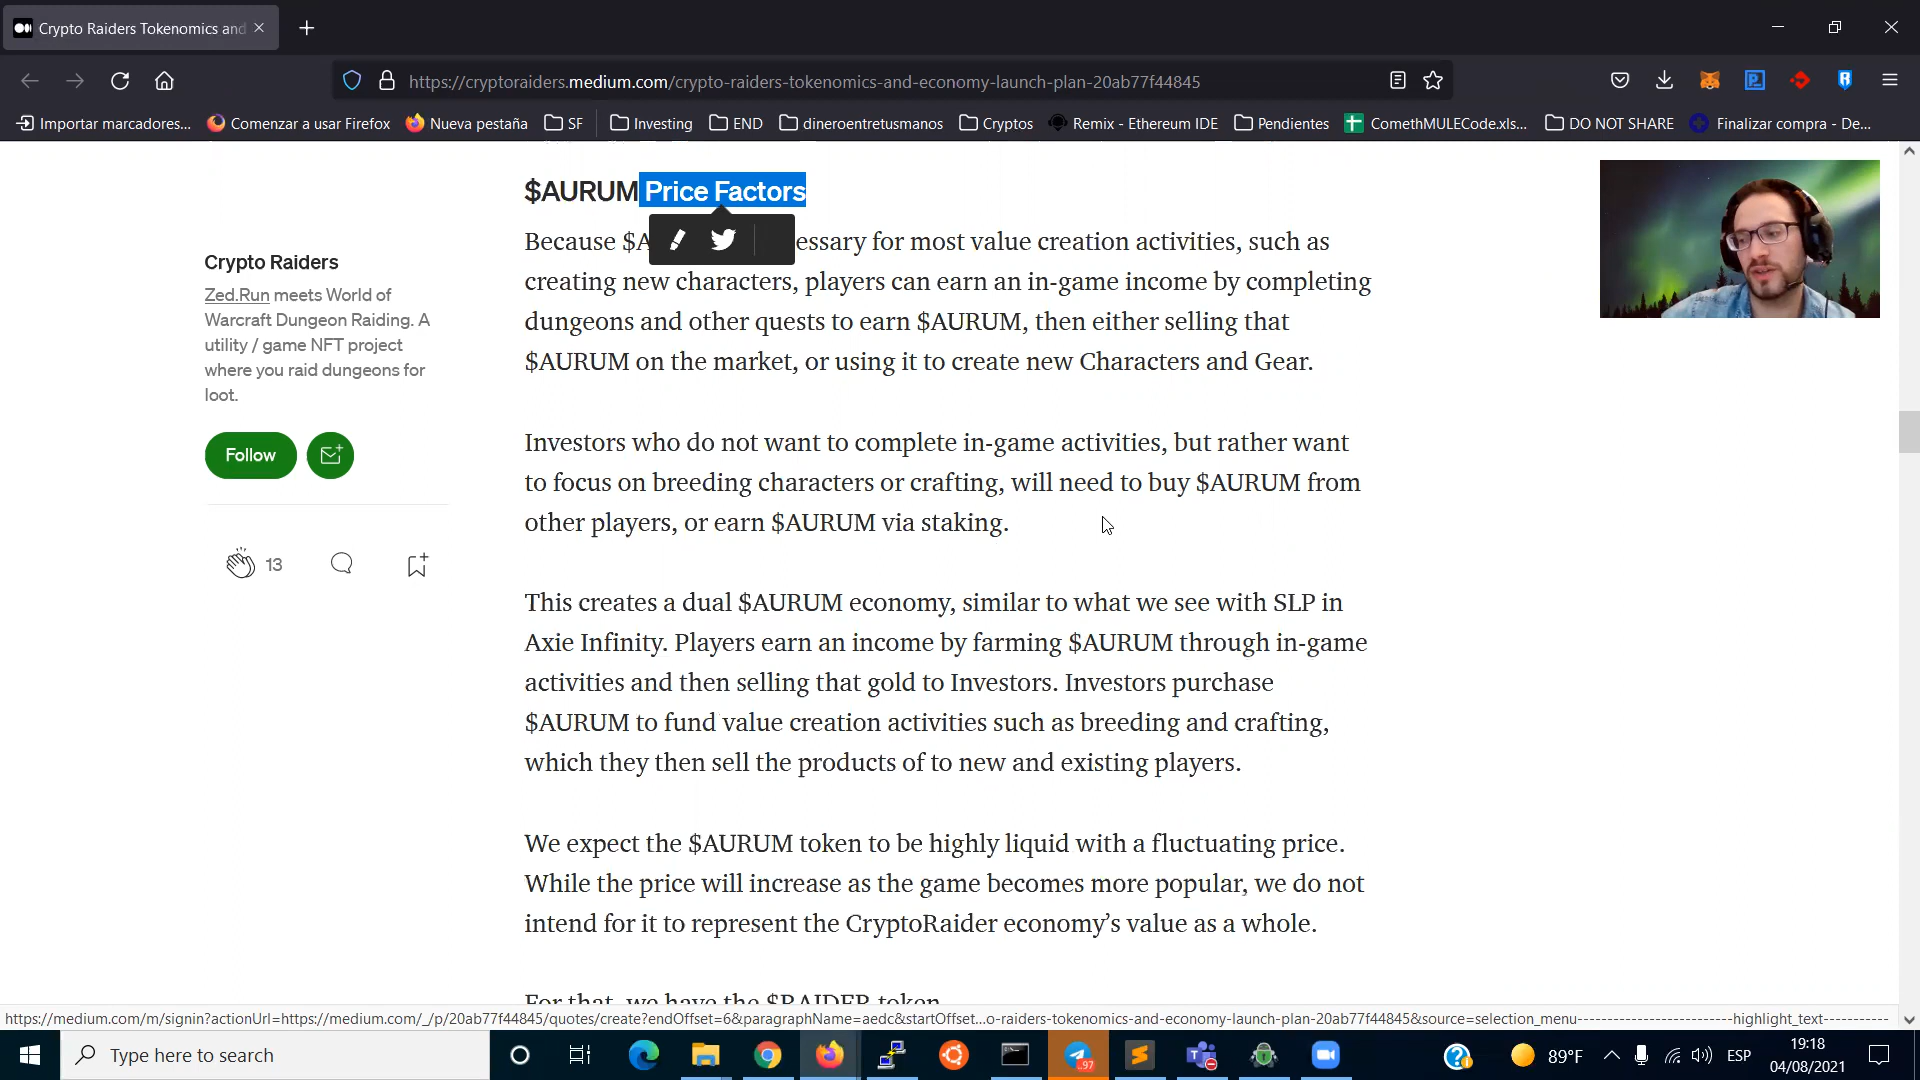 Crypto Raiders Tokenomics and
https://cryptoraiders.medium.com/crypto-raiders-tokenomics-and-economy-launch-plan-20ab77f44845
Importar marcadores... Comenzar a usar Firefox Nueva pestaña SF Investing END dineroentretusmanos Cryptos Remix - Ethereum IDE Pendientes ComethMULECode.xls... DO NOT SHARE Finalizar compra - De...
$AURUM Price Factors
Because $A essary for most value creation activities, such as
creating new characters, players can earn an in-game income by completing
dungeons and other quests to earn $AURUM, then either selling that
$AURUM on the market, or using it to create new Characters and Gear.
Investors who do not want to complete in-game activities, but rather want
to focus on breeding characters or crafting, will need to buy $AURUM from
other players, or earn $AURUM via staking.
This creates a dual $AURUM economy, similar to what we see with SLP in
Axie Infinity. Players earn an income by farming $AURUM through in-game
activities and then selling that gold to Investors. Investors purchase
$AURUM to fund value creation activities such as breeding and crafting,
which they then sell the products of to new and existing players.
We expect the $AURUM token to be highly liquid with a fluctuating price.
While the price will increase as the game becomes more popular, we do not
intend for it to represent the CryptoRaider economy's value as a whole.
For that, we have the $RAIDER token
Crypto Raiders
Zed.Run meets World of
Warcraft Dungeon Raiding. A
utility / game NFT project
where you raid dungeons for
loot.
Follow
13
https://medium.com/m/signin?actionUrl=https://medium.com/_/p/20ab77f44845/quotes/create?endOffset=6&paragraphName=aedc&startOffset...o-raiders-tokenomics-and-economy-launch-plan-20ab77f44845&source=selection_menu--------------------------highlight_text-----------
Type here to search
97
89°F
ESP
19:18
04/08/2021